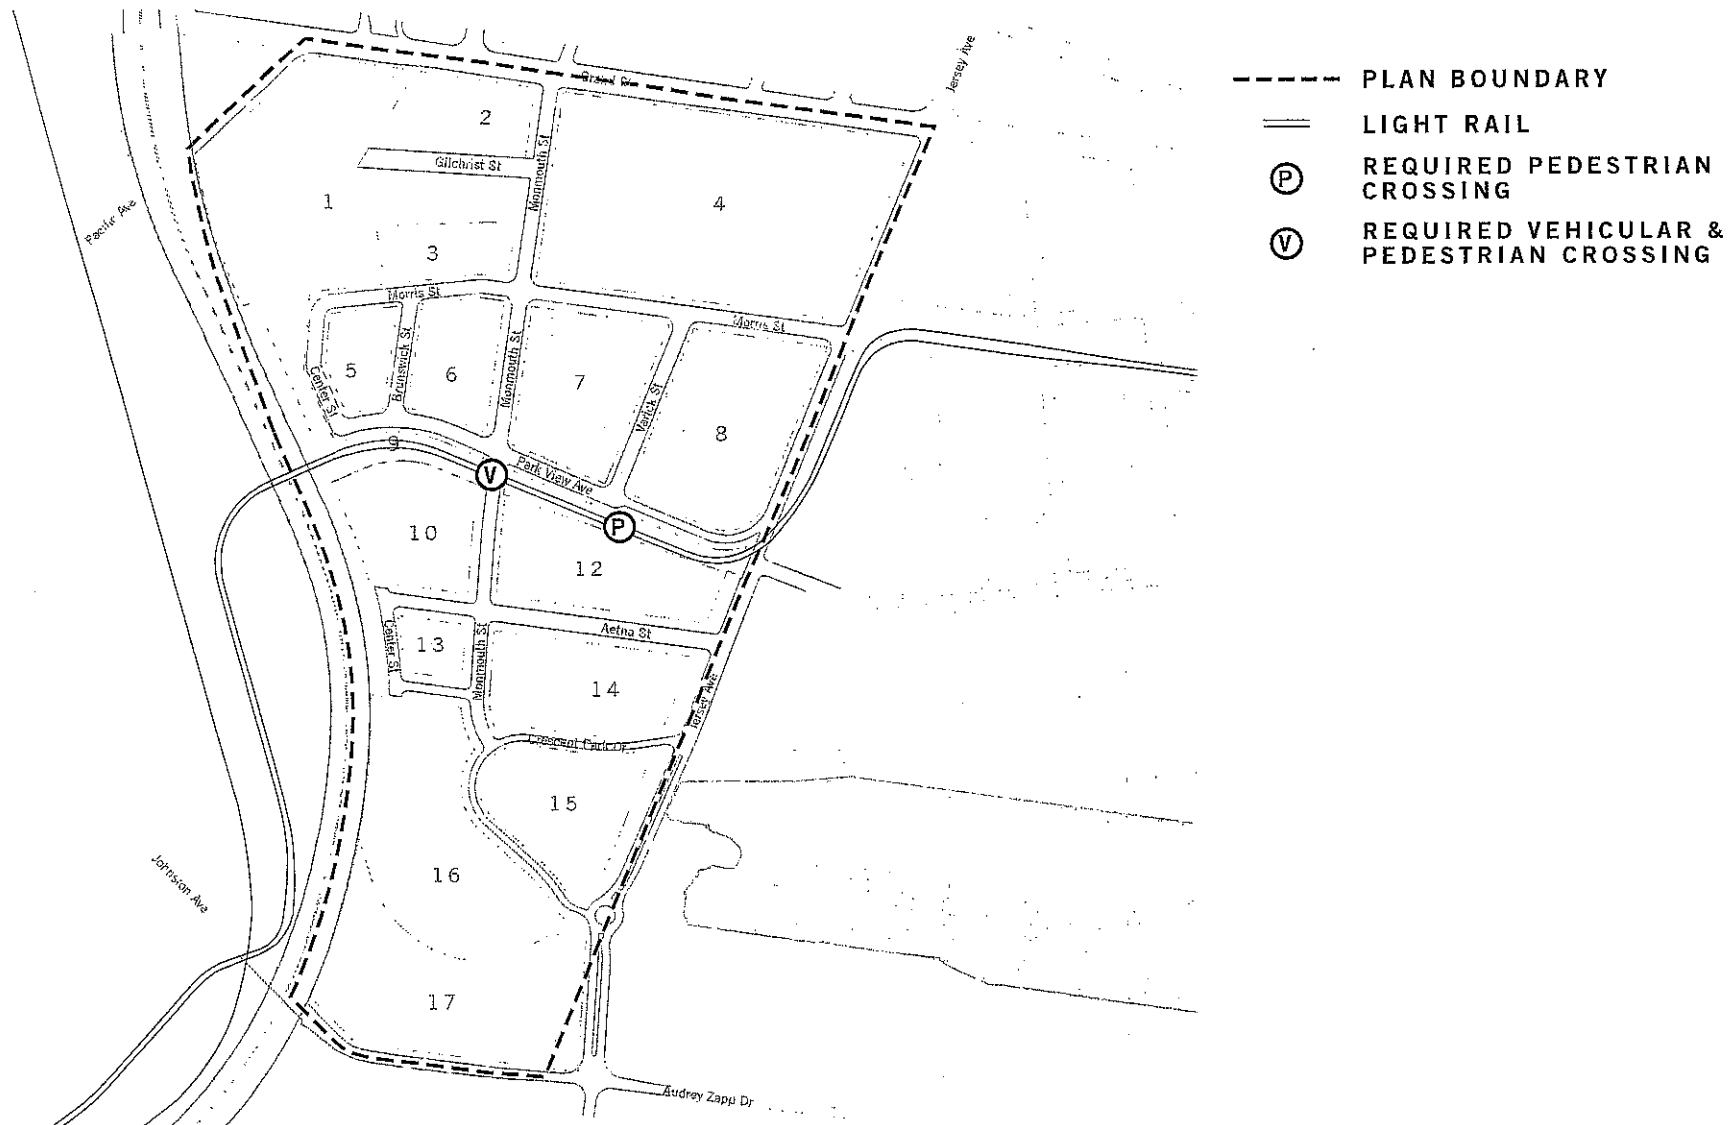 Jersey Ave
Grand St
PLAN BOUNDARY
LIGHT RAIL
P REQUIRED PEDESTRIAN
CROSSING
V REQUIRED VEHICULAR &
PEDESTRIAN CROSSING
2
Monmouth St
Gilchrist St
1
4
Pacific Ave
3
Morris St
Morris St
5
Brunswick St
6
Monmouth St
7
Center St
Varick St
8
9
V
Park View Ave
P
10
12
Center St
13
Monmouth St
Aetna St
14
Jersey Ave
Crescent Park Dr
15
Johnston Ave
16
17
Audrey Zapp Dr